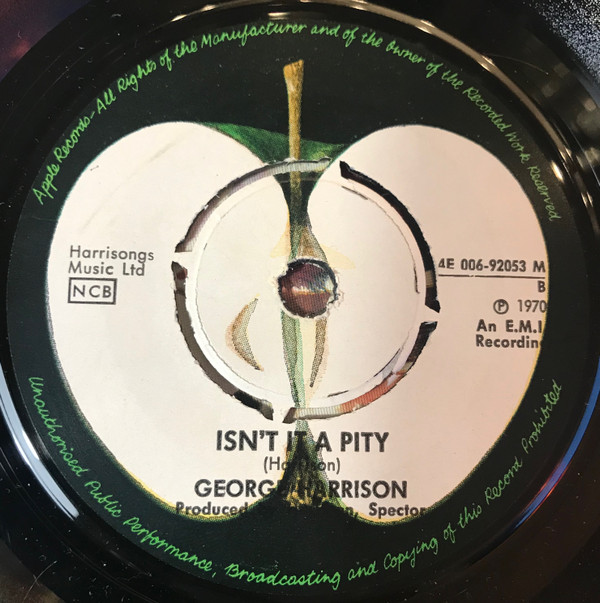 Apple Records-All Rights of the Manufacturer and of the Owner of the Recorded Work Reserved
Harrisongs
Music Ltd
NCB
4E 006-92053 M
B
℗ 1970
An E.M.I.
Recording
ISN'T IT A PITY
(Harrison)
GEORGE HARRISON
Produced Spector
Unauthorised Public Performance, Broadcasting and Copying of this Record Prohibited